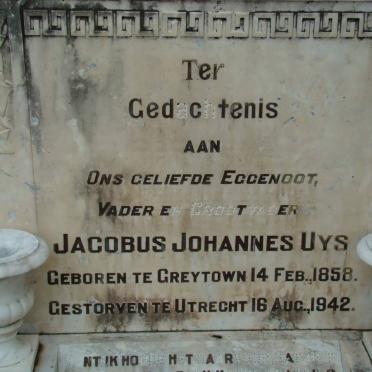 Ter
Gedachtenis
AAN
ONS GELIEFDE EGGENOOT,
VADER EN GROOTVADER
JACOBUS JOHANNES UYS
GEBOREN TE GREYTOWN 14 FEB., 1858.
GESTORVEN TE UTRECHT 16 AUG., 1942.